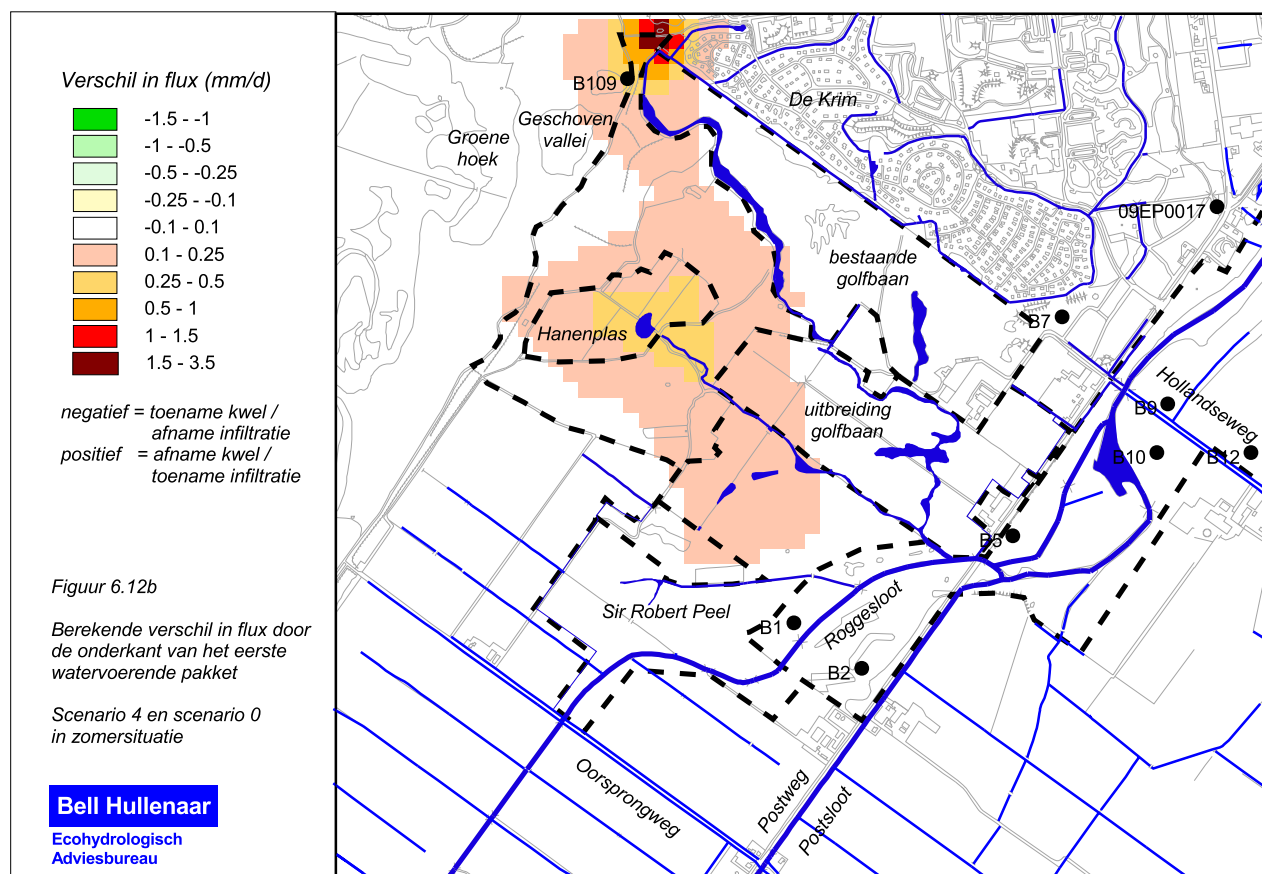 Verschil in flux (mm/d)
-1.5 - -1
-1 - -0.5
-0.5 - -0.25
-0.25 - -0.1
-0.1 - 0.1
0.1 - 0.25
0.25 - 0.5
0.5 - 1
1 - 1.5
1.5 - 3.5
negatief = toename kwel /
afname infiltratie
positief = afname kwel /
toename infiltratie
Figuur 6.12b
Berekende verschil in flux door
de onderkant van het eerste
watervoerende pakket
Scenario 4 en scenario 0
in zomersituatie
Bell Hullenaar
Ecohydrologisch
Adviesbureau
B109
De Krim
Geschoven
vallei
Groene
hoek
09EP0017
bestaande
golfbaan
B7
Hanenplas
Hollandseweg
B9
uitbreiding
golfbaan
B10
B12
B5
Sir Robert Peel
B1
Roggesloot
B2
Oorsprongweg
Postweg
Postsloot